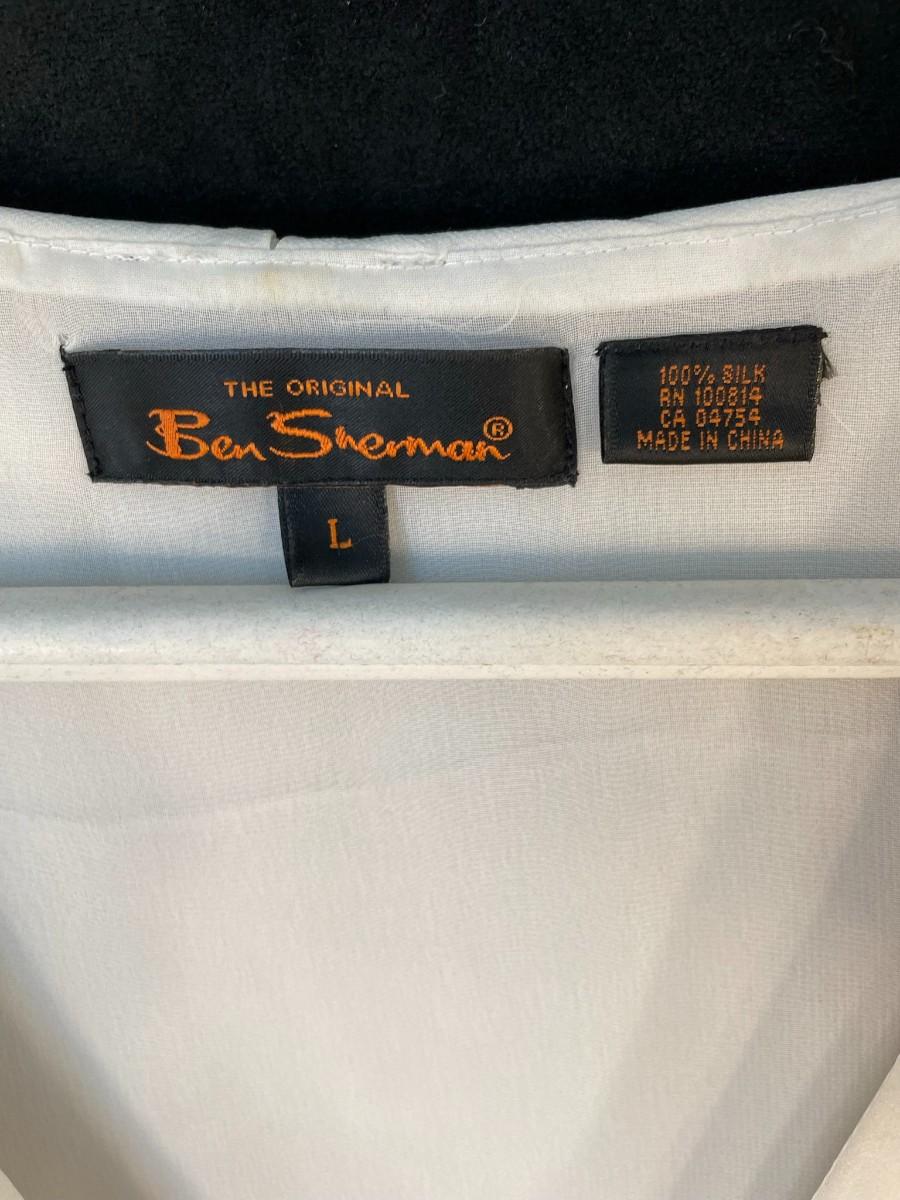 THE ORIGINAL
Ben Sherman®
L
100% SILK
RN 100814
CA 04754
MADE IN CHINA